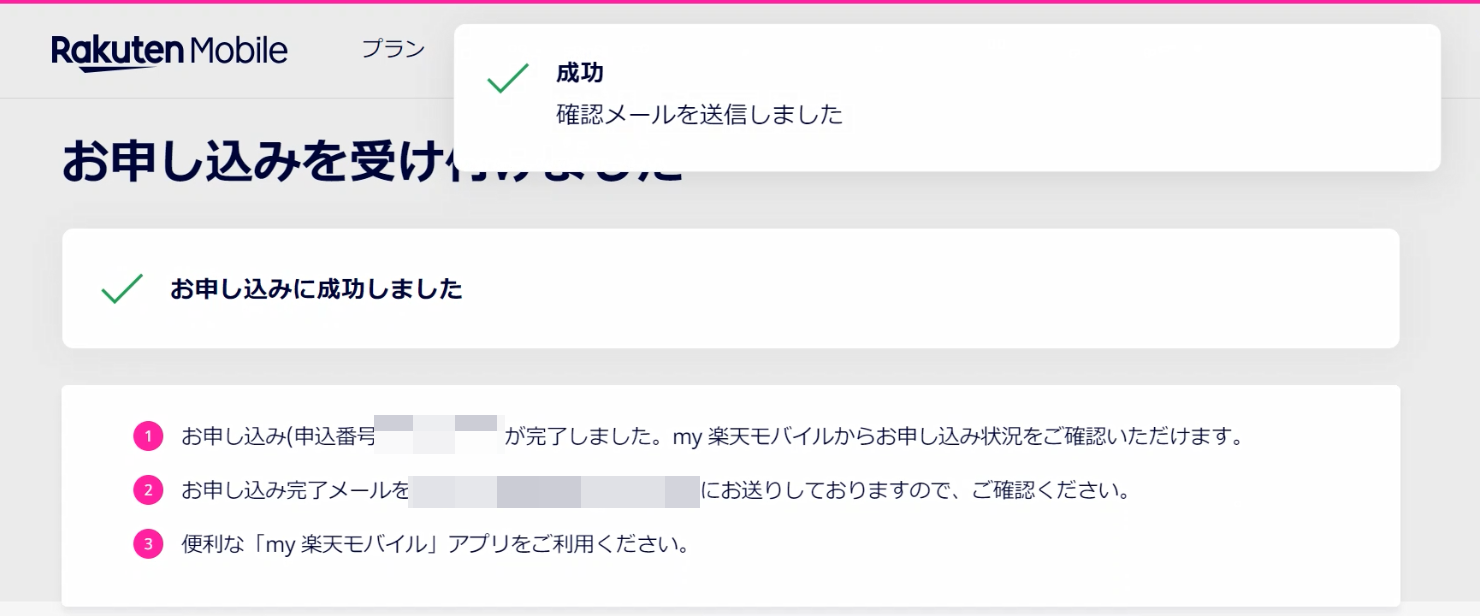 Rakuten Mobile
プラン
成功
確認メールを送信しました
お申し込みを受け付けました
お申し込みに成功しました
1 お申し込み(申込番号が完了しました。my 楽天モバイルからお申し込み状況をご確認いただけます。
2 お申し込み完了メールをにお送りしておりますので、ご確認ください。
3 便利な「my 楽天モバイル」アプリをご利用ください。